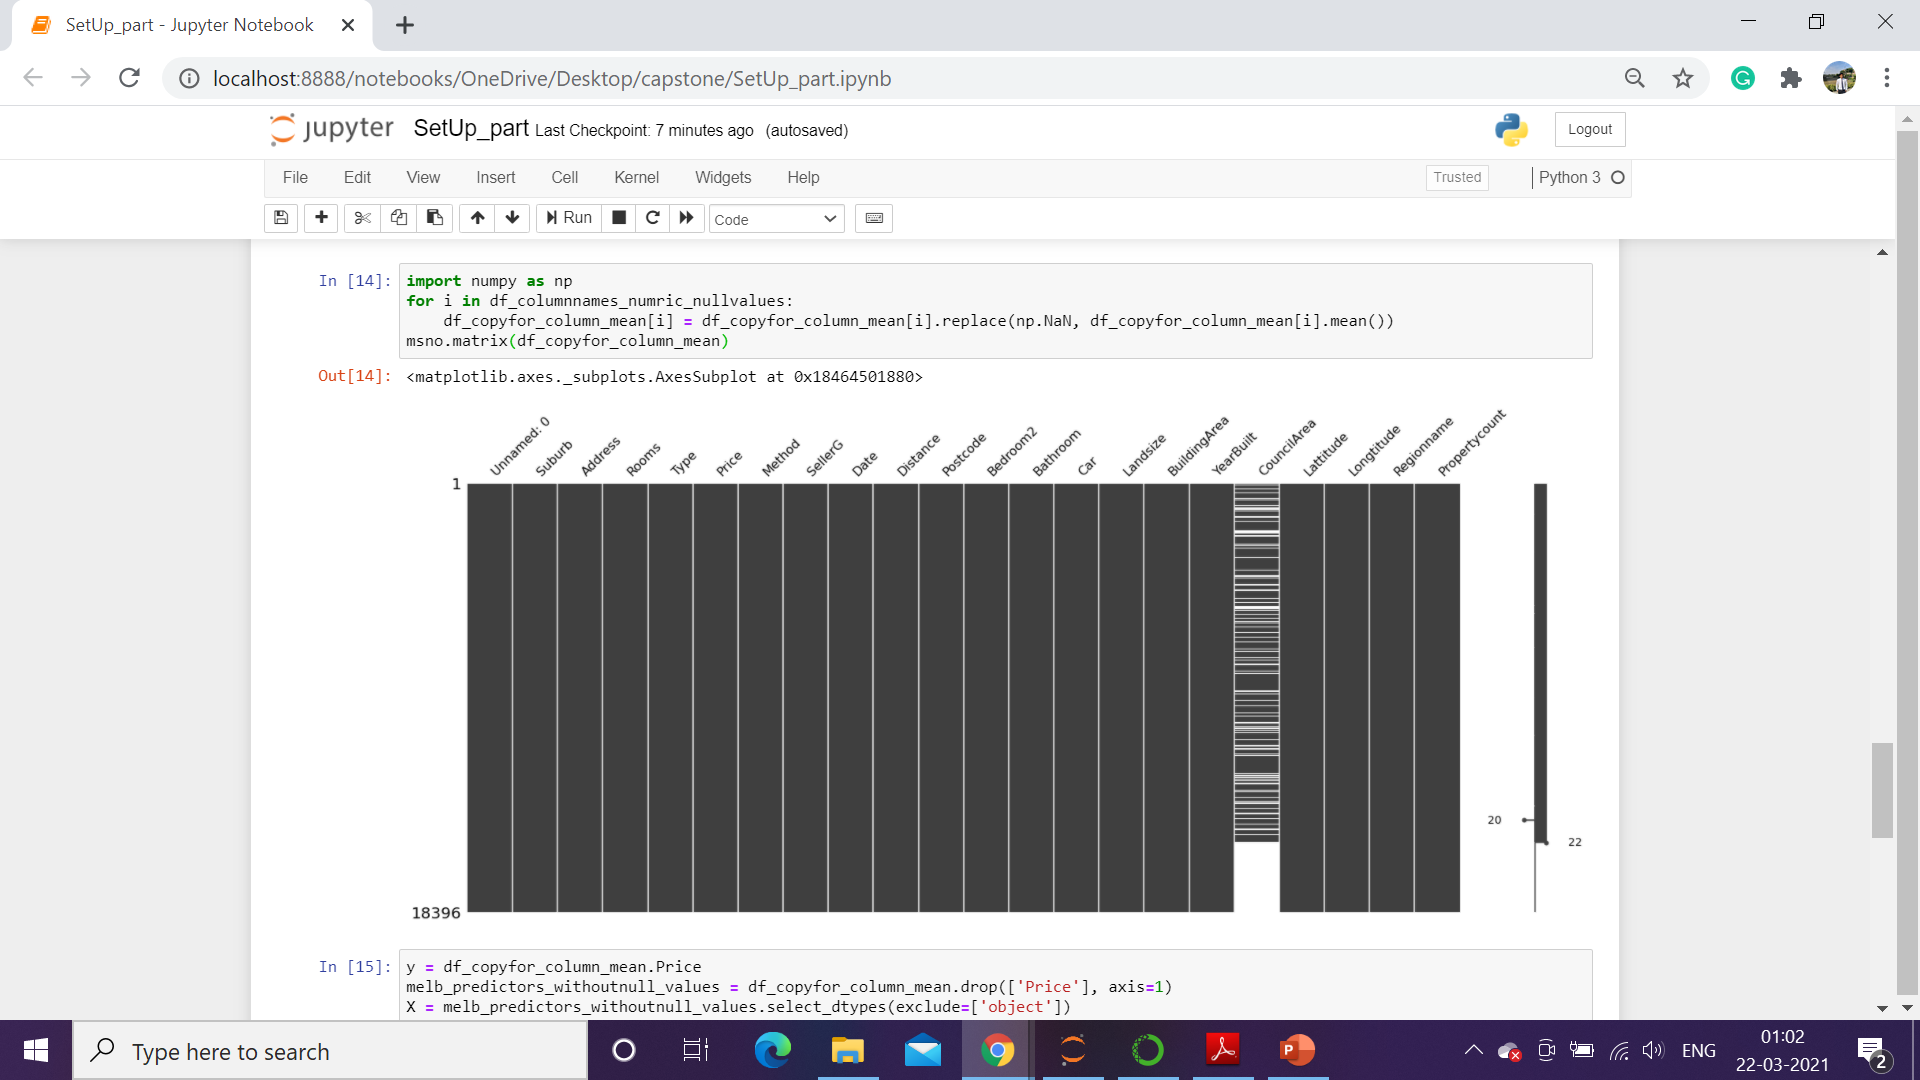 SetUp_part - Jupyter Notebook
localhost:8888/notebooks/OneDrive/Desktop/capstone/SetUp_part.ipynb
jupyter SetUp_part Last Checkpoint: 7 minutes ago (autosaved)
Logout
File Edit View Insert Cell Kernel Widgets Help
Trusted
Python 3
Run
Code
In [14]: import numpy as np
for i in df_columnnames_numric_nullvalues:
    df_copyfor_column_mean[i] = df_copyfor_column_mean[i].replace(np.NaN, df_copyfor_column_mean[i].mean())
msno.matrix(df_copyfor_column_mean)
Out[14]: <matplotlib.axes._subplots.AxesSubplot at 0x18464501880>
Unnamed: 0
Suburb
Address
Rooms
Type
Price
Method
SellerG
Date
Distance
Postcode
Bedroom2
Bathroom
Car
Landsize
BuildingArea
YearBuilt
CouncilArea
Lattitude
Longtitude
Regionname
Propertycount
1
20
22
18396
In [15]: y = df_copyfor_column_mean.Price
melb_predictors_withoutnull_values = df_copyfor_column_mean.drop(['Price'], axis=1)
X = melb_predictors_withoutnull_values.select_dtypes(exclude=['object'])
Type here to search
P
ENG
01:02
22-03-2021
2